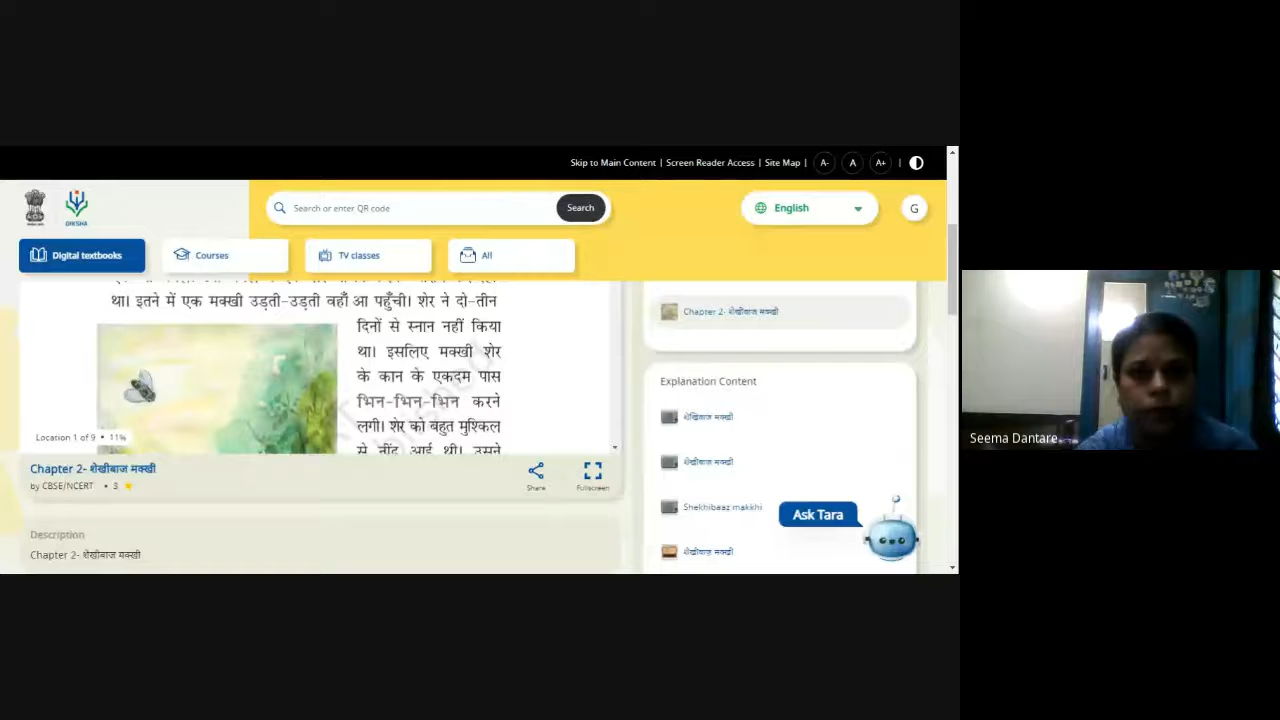 Skip to Main Content | Screen Reader Access | Site Map | A- A A+ |
DIKSHA
Search or enter QR code
Search
English
G
Digital textbooks
Courses
TV classes
All
था। इतने में एक मक्खी उड़ती-उड़ती वहाँ आ पहुँची। शेर ने दो-तीन
दिनों से स्नान नहीं किया
था। इसलिए मक्खी शेर
के कान के एकदम पास
भिन-भिन-भिन करने
लगी। शेर को बहुत मुश्किल
से नींद आई थी। उसने
Location 1 of 9 • 11%
Chapter 2- शेखीबाज मक्खी
by CBSE/NCERT • 3
Share
Fullscreen
Description
Chapter 2- शेखीबाज मक्खी
Chapter 2- शेखीबाज मक्खी
Explanation Content
शेखिबाज मक्खी
शेखीबाज मक्खी
Shekhibaaz makkhi
शेखीबाज मक्खी
Ask Tara
Seema Dantare